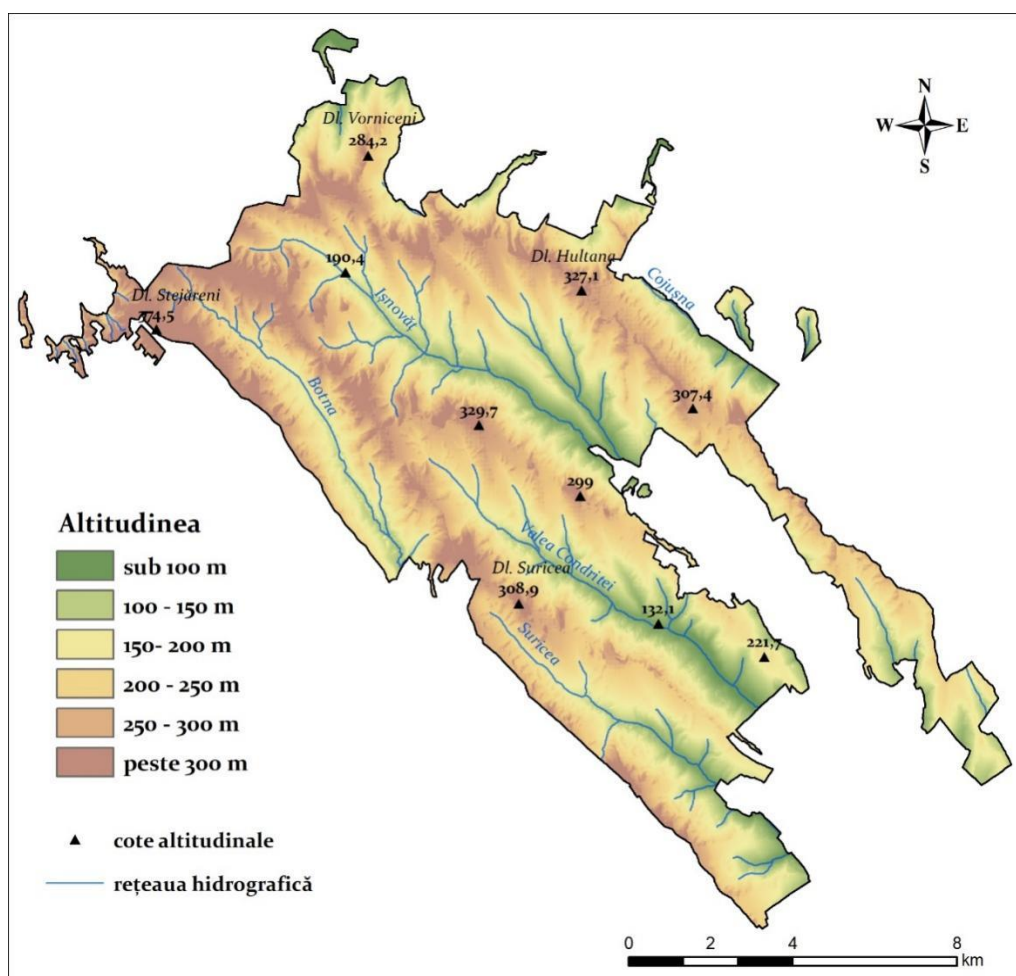 N
W
E
S
Dl. Vorniceni
284,2
190,4
Dl. Hultana
327,1
Cojușna
Dl. Stejăreni
374,5
Ișnovăț
Botna
329,7
307,4
299
Valea Condriței
Dl. Suricea
308,9
132,1
Suricea
221,7
Altitudinea
sub 100 m
100 - 150 m
150- 200 m
200 - 250 m
250 - 300 m
peste 300 m
cote altitudinale
rețeaua hidrografică
0 2 4 8
km